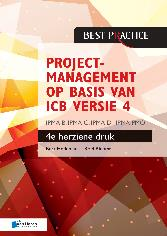 BEST PRACTICE
PROJECT-
MANAGEMENT
OP BASIS VAN
ICB VERSIE 4
IPMA B, IPMA C, IPMA D, IPMA PMO
4e herziene druk